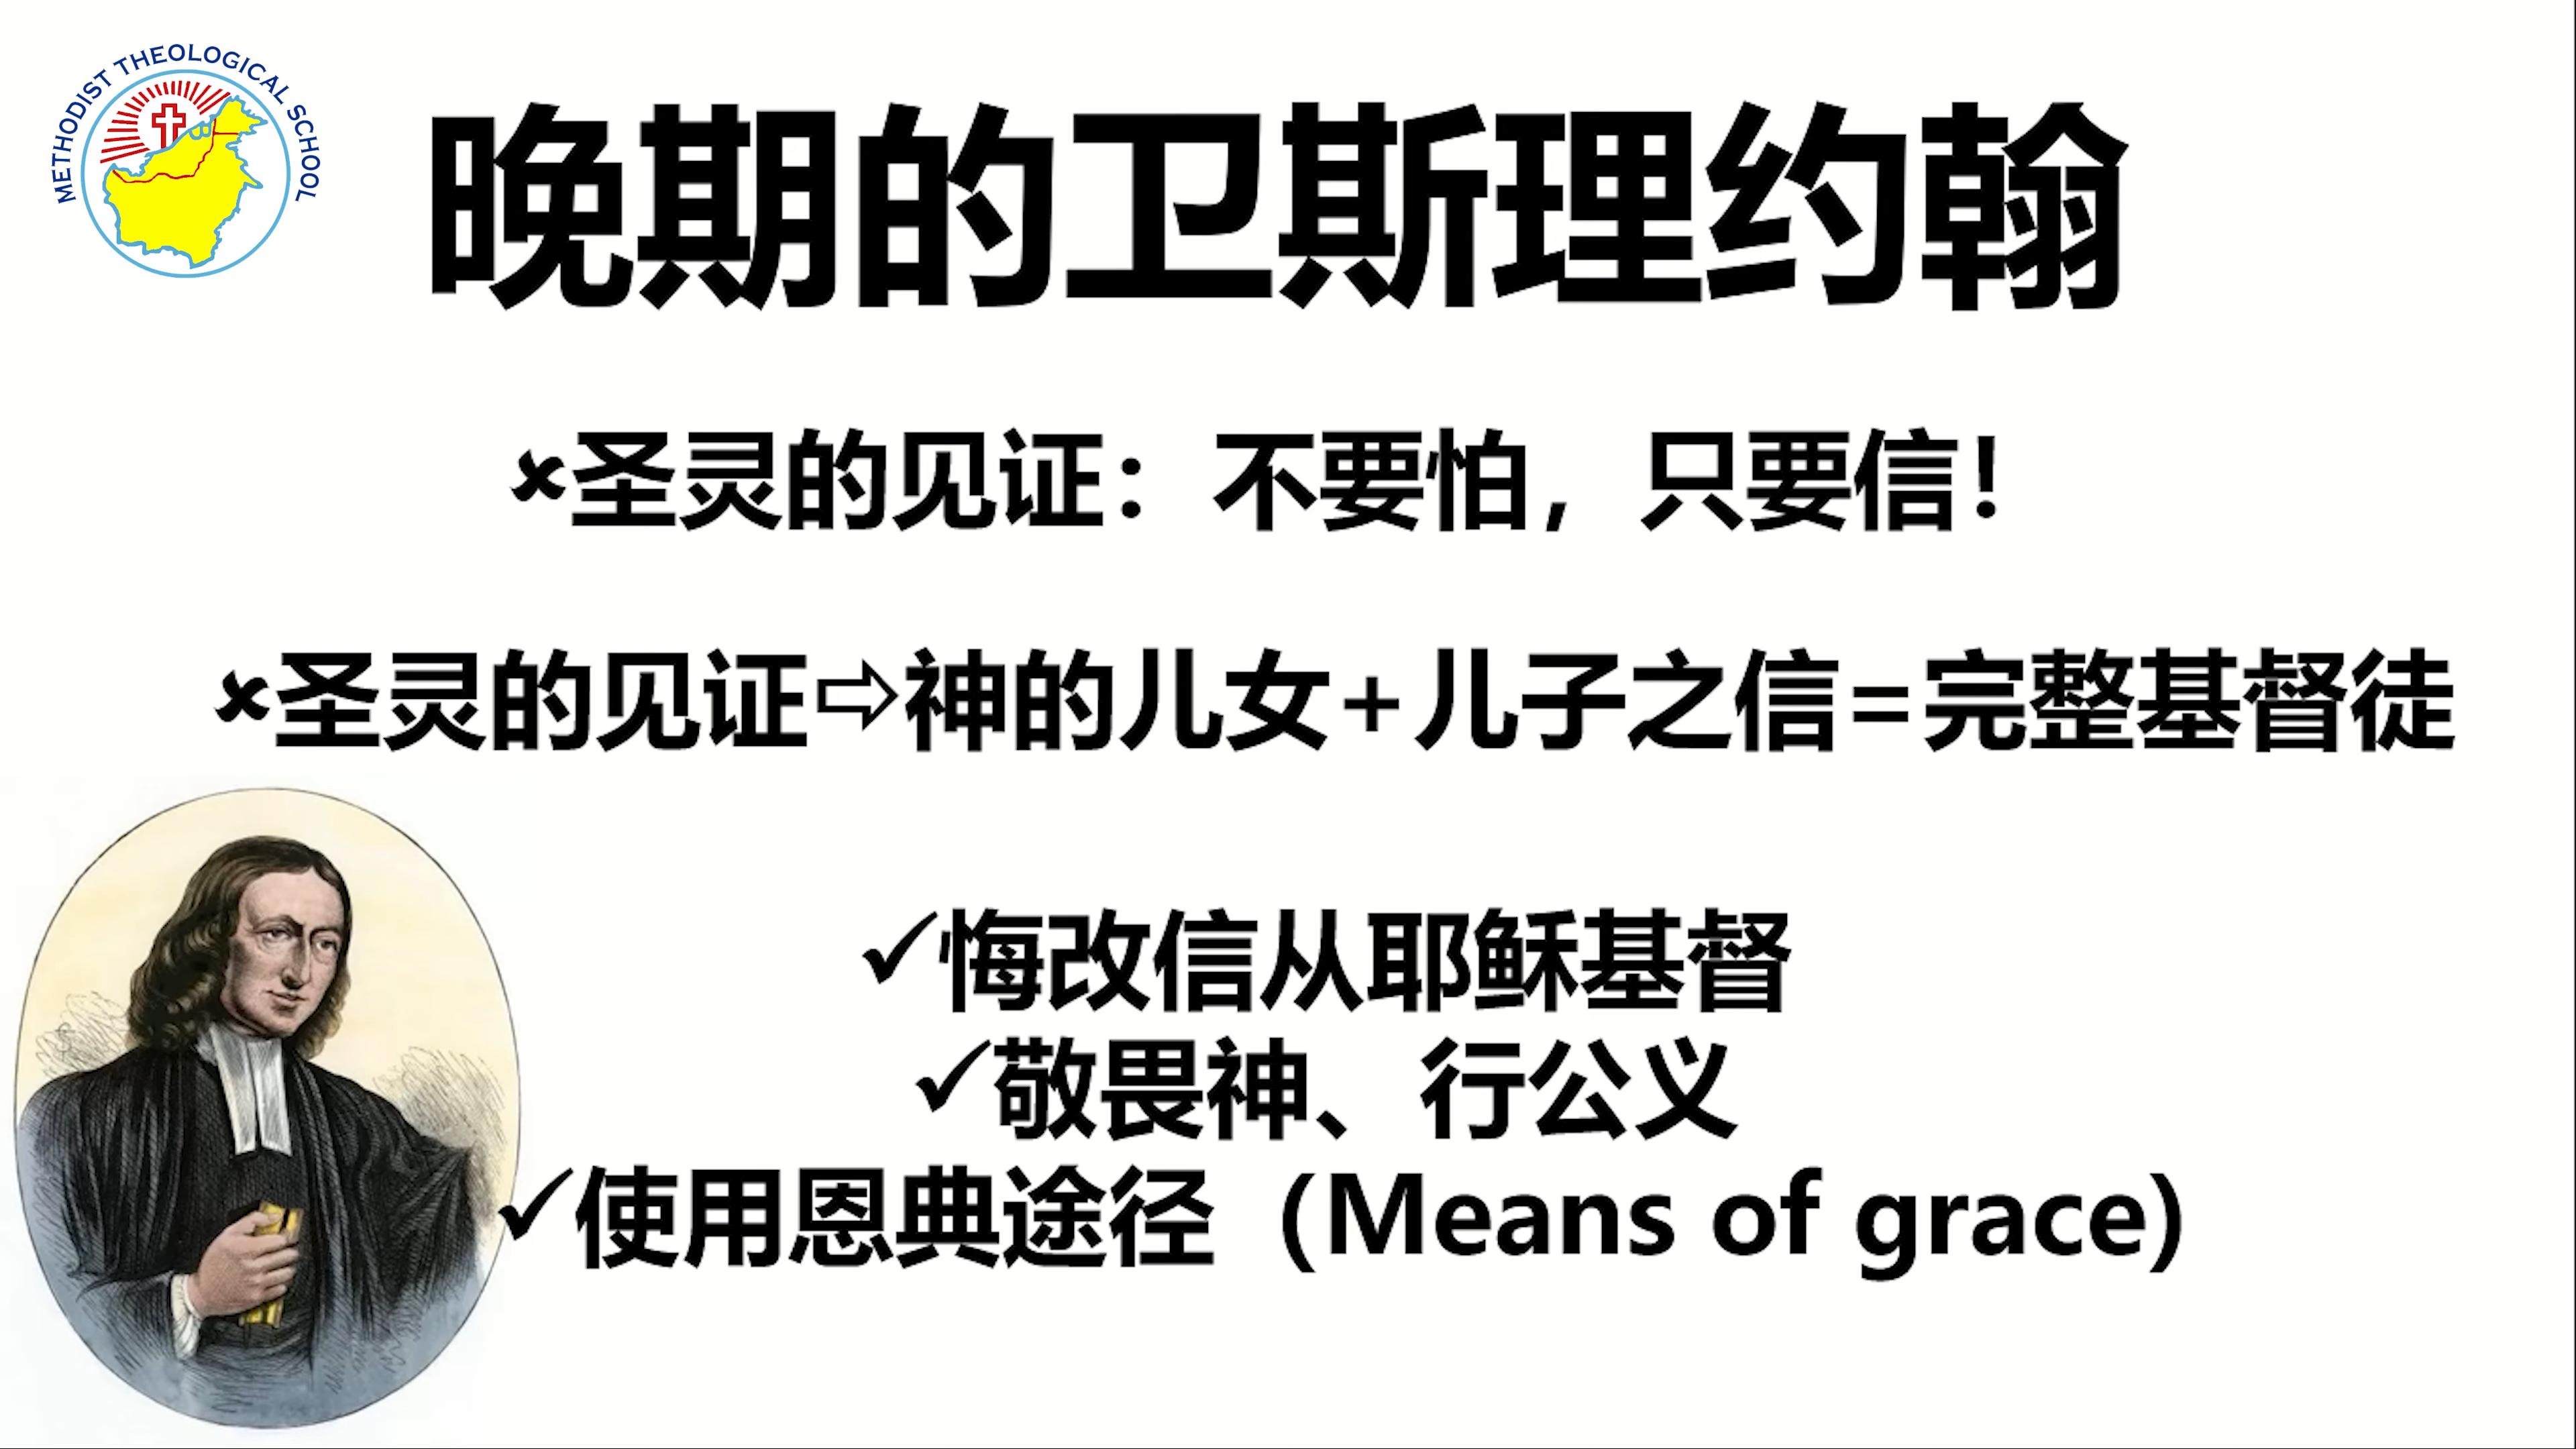 METHODIST THEOLOGICAL SCHOOL
晚期的卫斯理约翰
✘圣灵的见证：不要怕，只要信！
✘圣灵的见证⇨神的儿女+儿子之信=完整基督徒
✓悔改信从耶稣基督
✓敬畏神、行公义
✓使用恩典途径（Means of grace）